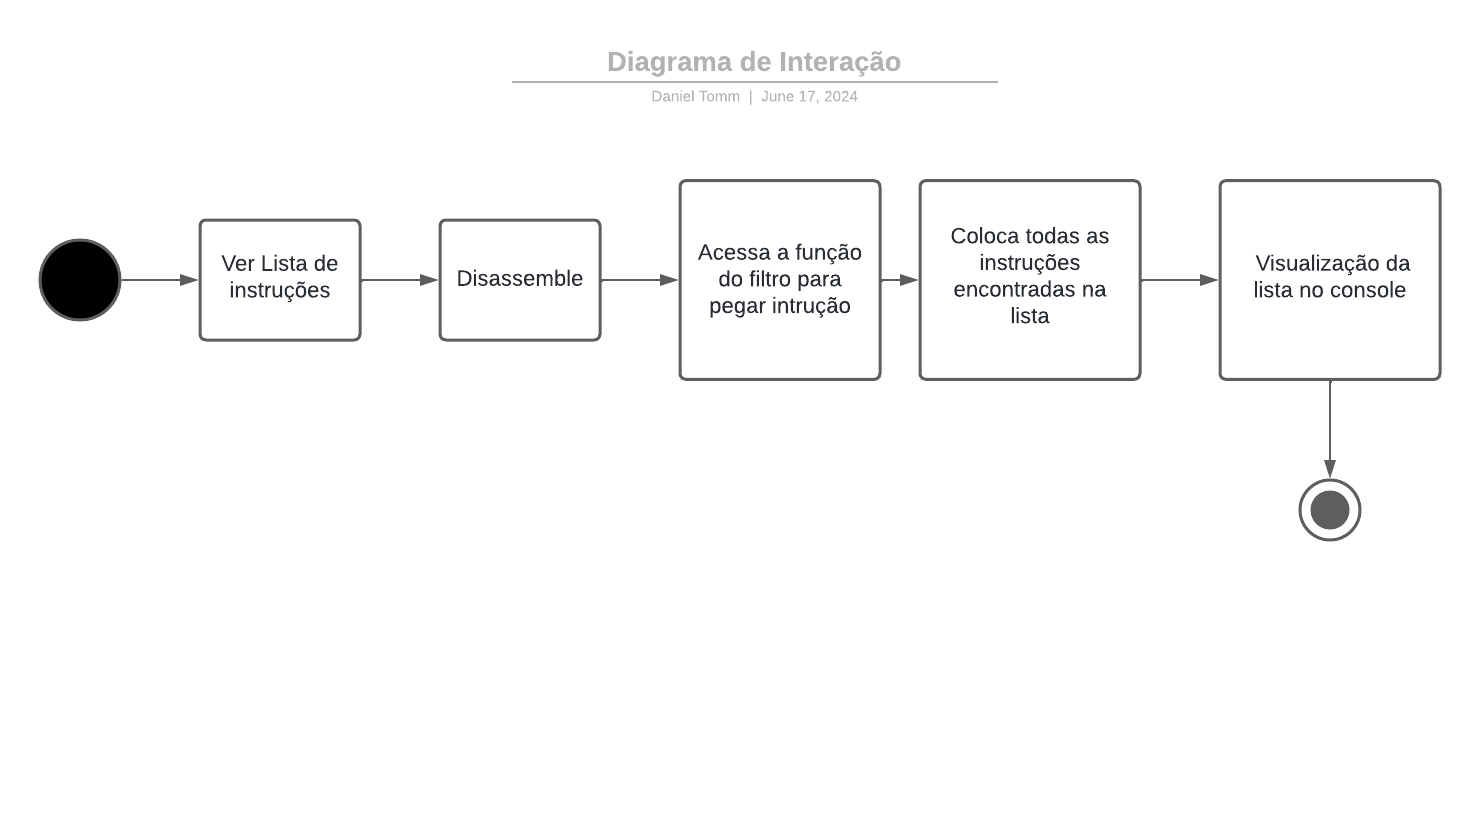 Diagrama de Interação
Daniel Tomm | June 17, 2024
Ver Lista de
instruções
Disassemble
Acessa a função
do filtro para
pegar intrução
Coloca todas as
instruções
encontradas na
lista
Visualização da
lista no console